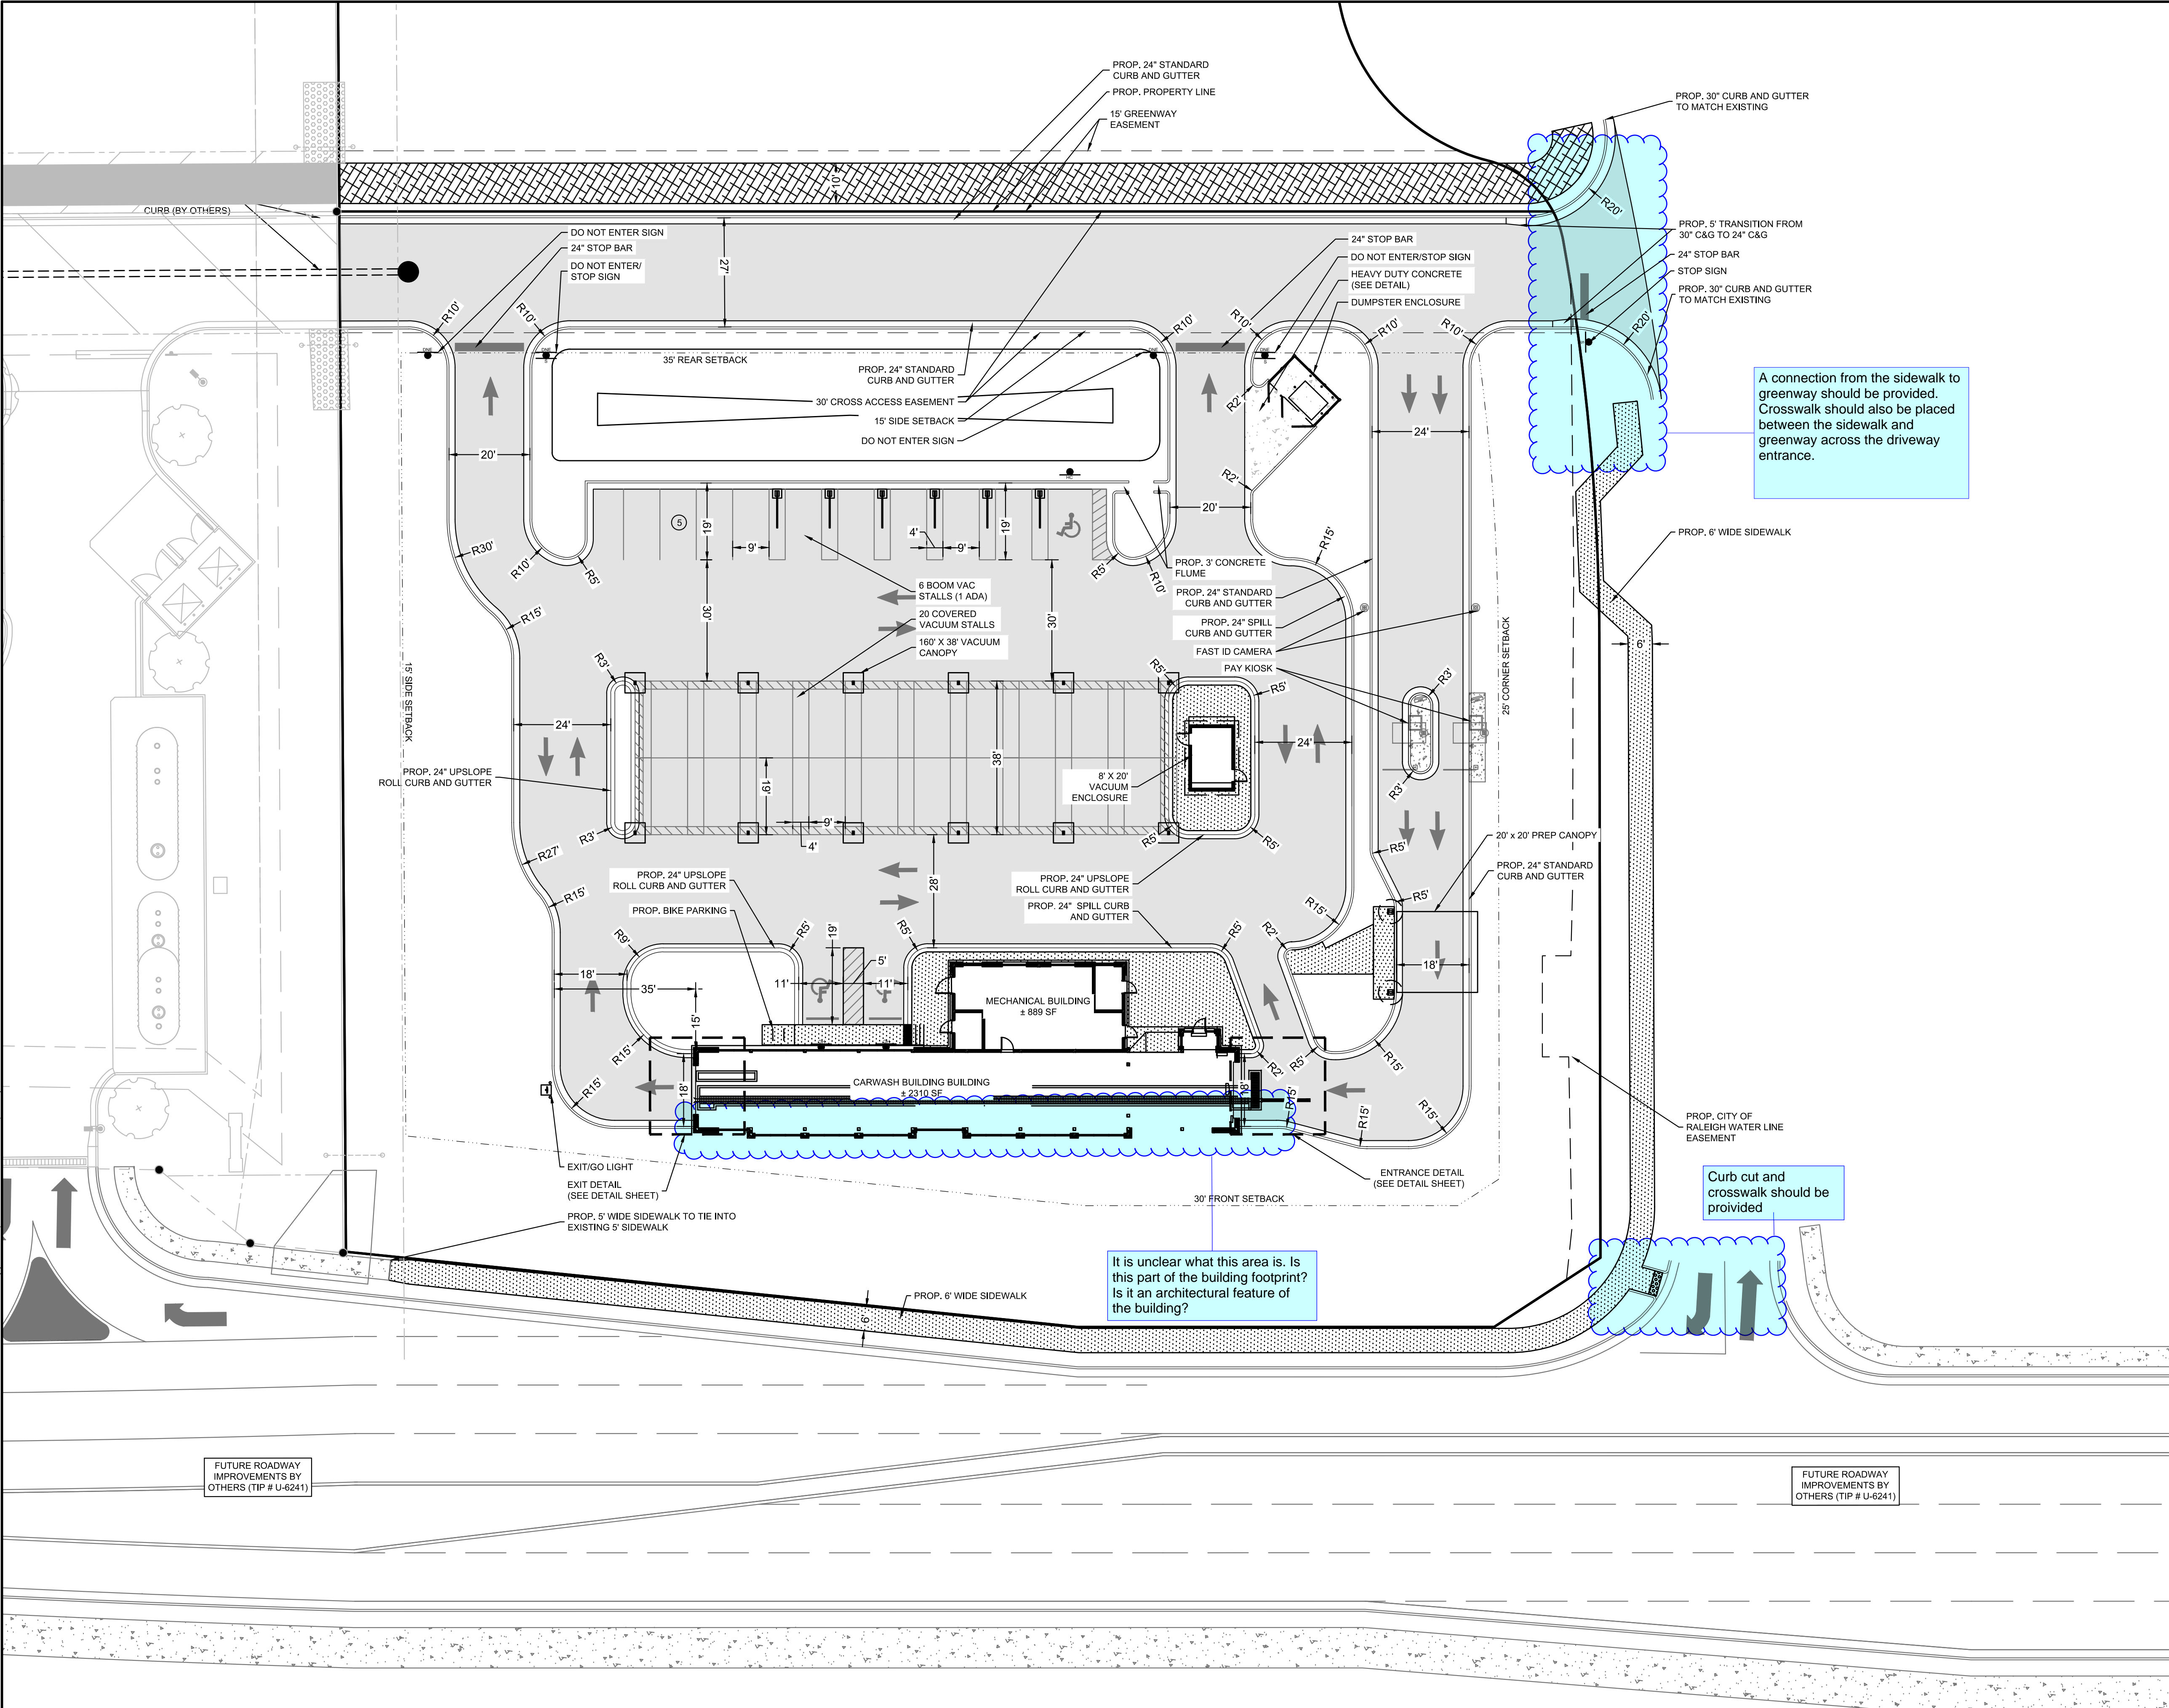 PROP. 24" STANDARD
CURB AND GUTTER
PROP. PROPERTY LINE
15' GREENWAY
EASEMENT
PROP. 30" CURB AND GUTTER
TO MATCH EXISTING
10'
R20'
CURB (BY OTHERS)
PROP. 5' TRANSITION FROM
30" C&G TO 24" C&G
24" STOP BAR
STOP SIGN
PROP. 30" CURB AND GUTTER
TO MATCH EXISTING
DO NOT ENTER SIGN
24" STOP BAR
DO NOT ENTER/
STOP SIGN
27'
24" STOP BAR
DO NOT ENTER/STOP SIGN
HEAVY DUTY CONCRETE
(SEE DETAIL)
DUMPSTER ENCLOSURE
R10'
R10'
R10'
R10'
R10'
R10'
R20'
DNE
DNE
DNE
DNE
35' REAR SETBACK
PROP. 24" STANDARD
CURB AND GUTTER
30' CROSS ACCESS EASEMENT
15' SIDE SETBACK
DO NOT ENTER SIGN
R2'
24'
A connection from the sidewalk to
greenway should be provided.
Crosswalk should also be placed
between the sidewalk and
greenway across the driveway
entrance.
20'
HC
R2'
20'
5
19'
9'
4'
9'
19'
R30'
R10'
R5'
R5'
R10'
R15'
PROP. 6' WIDE SIDEWALK
PROP. 3' CONCRETE
FLUME
6 BOOM VAC
STALLS (1 ADA)
PROP. 24" STANDARD
CURB AND GUTTER
30'
30'
R15'
20 COVERED
VACUUM STALLS
PROP. 24" SPILL
CURB AND GUTTER
160' X 38' VACUUM
CANOPY
FAST ID CAMERA
PAY KIOSK
6'
15' SIDE SETBACK
25' CORNER SETBACK
R3'
R5'
R5'
R3'
24'
24'
38'
19'
PROP. 24" UPSLOPE
ROLL CURB AND GUTTER
8' X 20'
VACUUM
ENCLOSURE
R3'
R3'
9'
4'
R5'
R5'
20' x 20' PREP CANOPY
R27'
R5'
PROP. 24" STANDARD
CURB AND GUTTER
PROP. 24" UPSLOPE
ROLL CURB AND GUTTER
28'
PROP. 24" UPSLOPE
ROLL CURB AND GUTTER
R15'
R5'
PROP. BIKE PARKING
PROP. 24" SPILL CURB
AND GUTTER
R15'
R9'
R5'
19'
R5'
R5'
R2'
5'
18'
18'
35'
11'
11'
MECHANICAL BUILDING
± 889 SF
15'
R15'
R5'
R2'
R15'
CARWASH BUILDING BUILDING
± 2310 SF
18'
18'
R15'
R15'
R15'
R15'
EXIT/GO LIGHT
EXIT DETAIL
(SEE DETAIL SHEET)
ENTRANCE DETAIL
(SEE DETAIL SHEET)
PROP. CITY OF
RALEIGH WATER LINE
EASEMENT
30' FRONT SETBACK
Curb cut and
crosswalk should be
proivided
PROP. 5' WIDE SIDEWALK TO TIE INTO
EXISTING 5' SIDEWALK
It is unclear what this area is. Is
this part of the building footprint?
Is it an architectural feature of
the building?
PROP. 6' WIDE SIDEWALK
6'
FUTURE ROADWAY
IMPROVEMENTS BY
OTHERS (TIP # U-6241)
FUTURE ROADWAY
IMPROVEMENTS BY
OTHERS (TIP # U-6241)